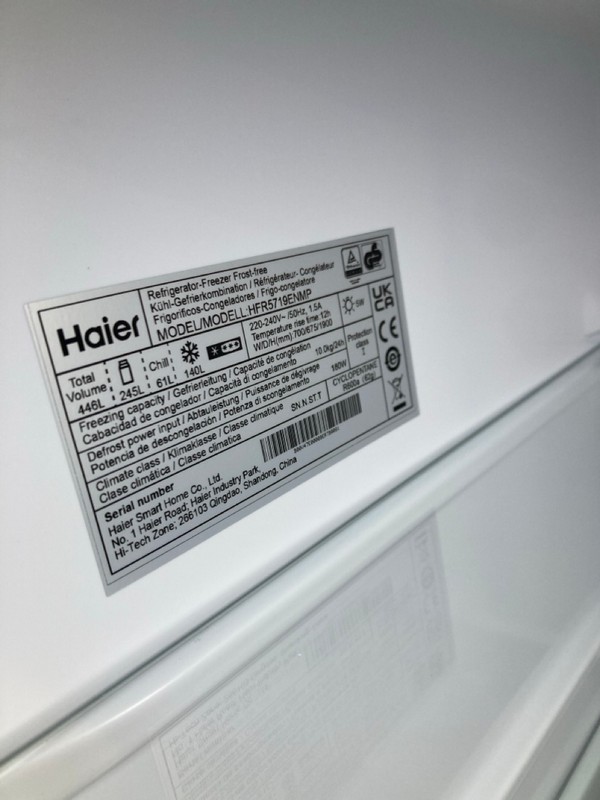 Haier
Refrigerator-Freezer Frost-free
Kühl-Gefrierkombination / Réfrigérateur- Congélateur
Frigoríficos-Congeladores / Frigo-congelatore
MODEL/MODELL:HFR5719ENMP
Total Volume 446L
245L
Chill 61L
140L
220-240V~ /50Hz, 1.5A
Temperature rise time 12h
W/D/H(mm) 700/675/1900
-5w
UK
CA
CE
Freezing capacity / Gefrierleitung / Capacité de congélation
Cabacidad de congelador / Capacità di congelamento
10.0kg/24h
Protection class I
Defrost power input / Abtauleistung / Puissance de dégivrage
Potencia de descongelación / Potenza di scongelamento
180W
CYCLOPENTANE
R600a
Climate class / Klimaklasse / Classe climatique
Clase climática / Classe climatica
SN.N.ST.T
Serial number
Haier Smart Home Co., Ltd.
No. 1 Haier Road; Haier Industry Park,
Hi-Tech Zone; 266103 Qingdao, Shandong, China